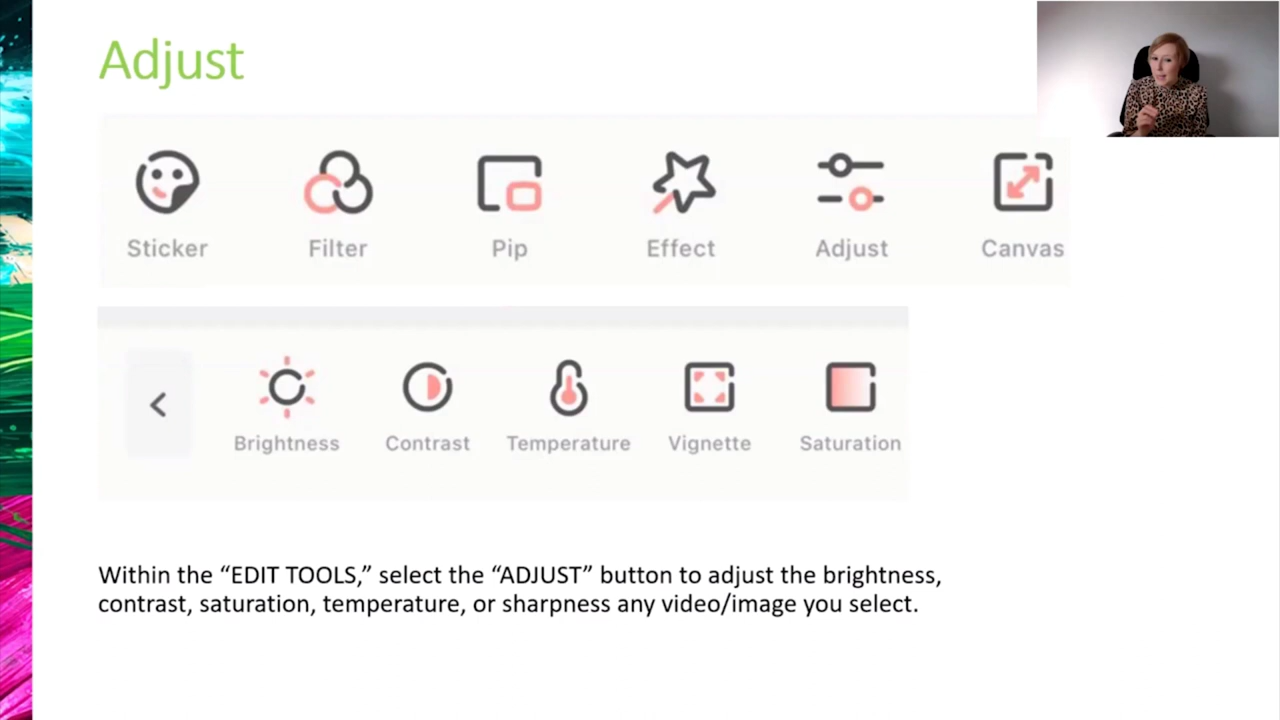 Adjust
Sticker Filter Pip Effect Adjust Canvas
Brightness Contrast Temperature Vignette Saturation
Within the “EDIT TOOLS,” select the “ADJUST” button to adjust the brightness,
contrast, saturation, temperature, or sharpness any video/image you select.